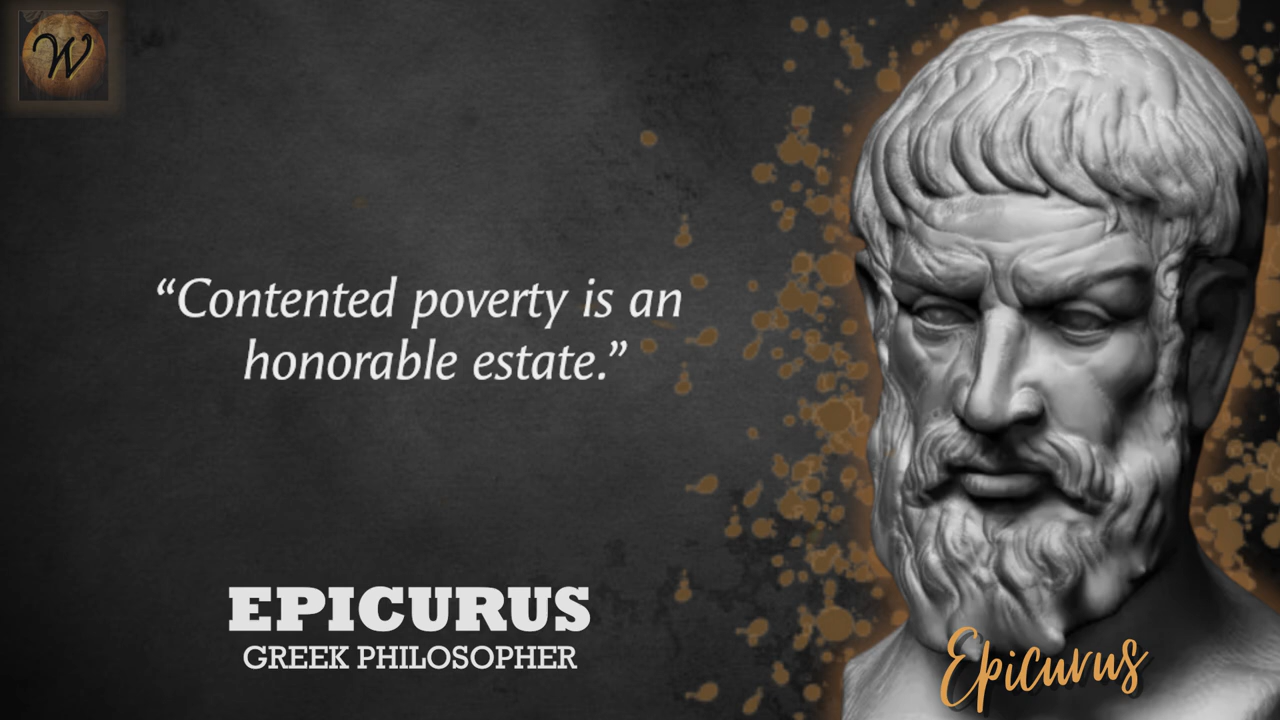 W
“Contented poverty is an
honorable estate.”
EPICURUS
GREEK PHILOSOPHER
Epicurus